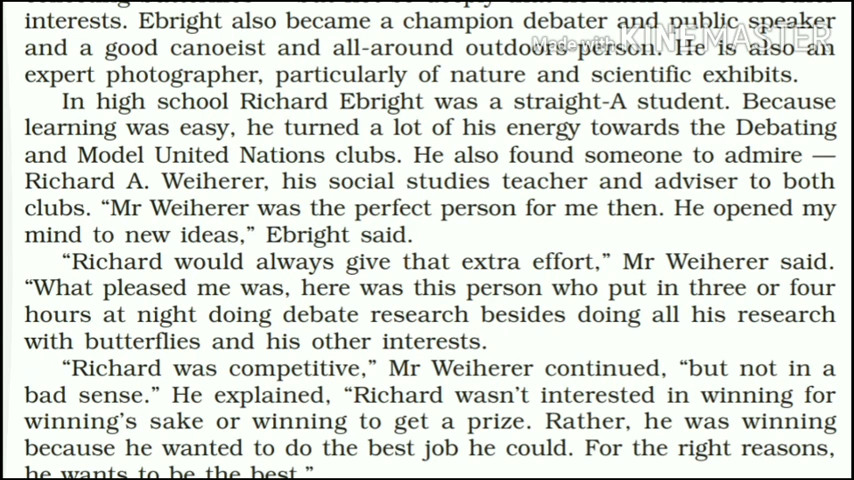 interests. Ebright also became a champion debater and public speaker
and a good canoeist and all-around outdoors-person. He is also an
Made with KINEMASTER
expert photographer, particularly of nature and scientific exhibits.
In high school Richard Ebright was a straight-A student. Because
learning was easy, he turned a lot of his energy towards the Debating
and Model United Nations clubs. He also found someone to admire —
Richard A. Weiherer, his social studies teacher and adviser to both
clubs. “Mr Weiherer was the perfect person for me then. He opened my
mind to new ideas,” Ebright said.
“Richard would always give that extra effort,” Mr Weiherer said.
“What pleased me was, here was this person who put in three or four
hours at night doing debate research besides doing all his research
with butterflies and his other interests.
“Richard was competitive,” Mr Weiherer continued, “but not in a
bad sense.” He explained, “Richard wasn’t interested in winning for
winning’s sake or winning to get a prize. Rather, he was winning
because he wanted to do the best job he could. For the right reasons,
he wants to be the best.”